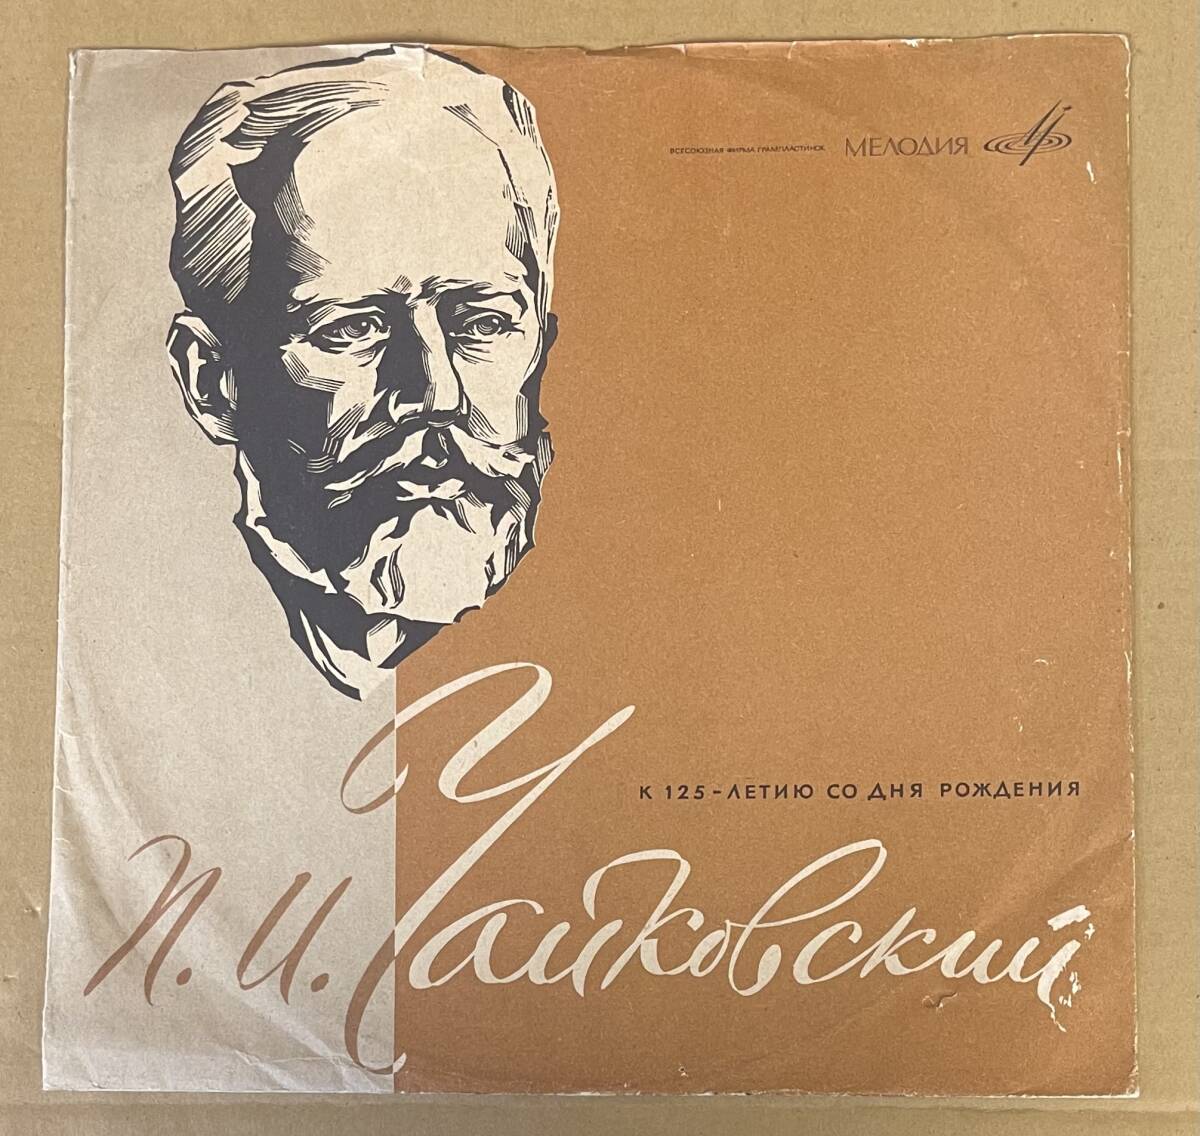 ВСЕСОЮЗНАЯ ФИРМА ГРАМПЛАСТИНОК МЕЛОДИЯ
К 125-ЛЕТИЮ СО ДНЯ РОЖДЕНИЯ
П. И. Чайковский